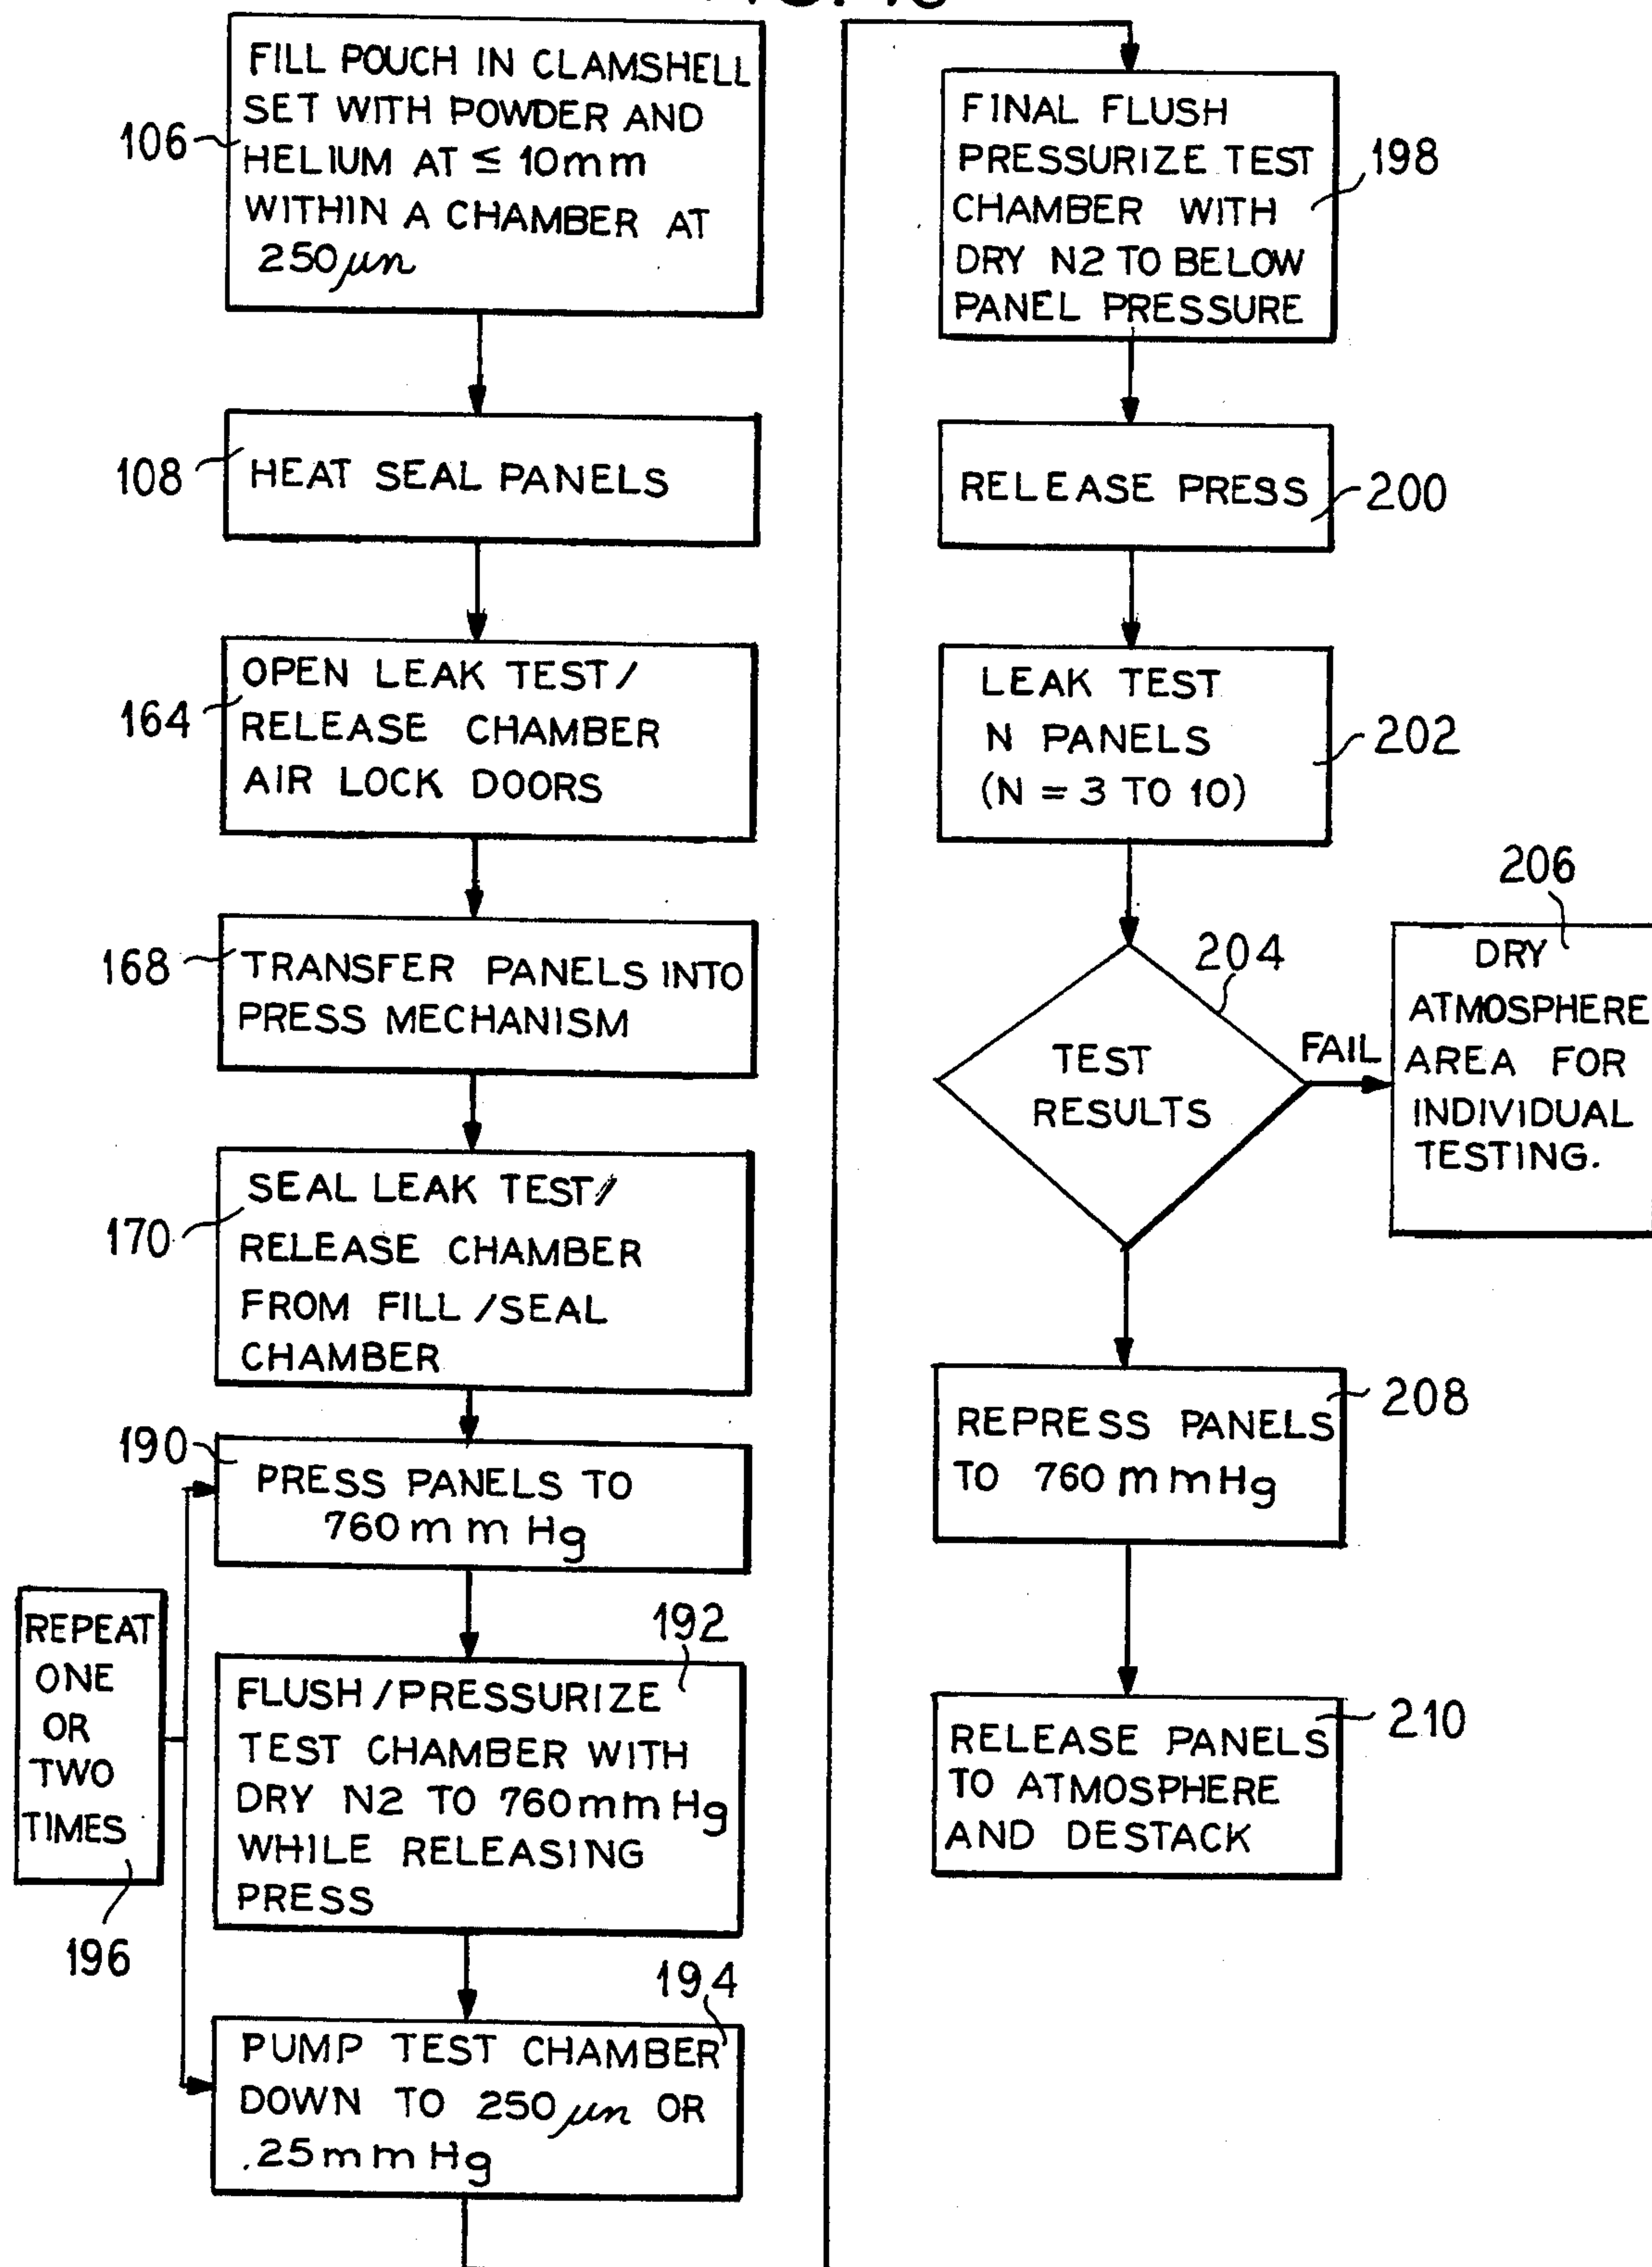 FILL POUCH IN CLAMSHELL
SET WITH POWDER AND
HELIUM AT ≤ 10mm
WITHIN A CHAMBER AT
250 μm
106
HEAT SEAL PANELS
108
OPEN LEAK TEST/
RELEASE CHAMBER
AIR LOCK DOORS
164
TRANSFER PANELS INTO
PRESS MECHANISM
168
SEAL LEAK TEST/
RELEASE CHAMBER
FROM FILL/SEAL
CHAMBER
170
190
PRESS PANELS TO
760 mm Hg
192
FLUSH/PRESSURIZE
TEST CHAMBER WITH
DRY N2 TO 760mm Hg
WHILE RELEASING
PRESS
REPEAT
ONE
OR
TWO
TIMES
196
194
PUMP TEST CHAMBER
DOWN TO 250 μm OR
.25mm Hg
FINAL FLUSH
PRESSURIZE TEST
CHAMBER WITH
DRY N2 TO BELOW
PANEL PRESSURE
198
RELEASE PRESS
200
LEAK TEST
N PANELS
(N = 3 TO 10)
202
204
TEST
RESULTS
FAIL
206
DRY
ATMOSPHERE
AREA FOR
INDIVIDUAL
TESTING.
208
REPRESS PANELS
TO 760 mmHg
210
RELEASE PANELS
TO ATMOSPHERE
AND DESTACK